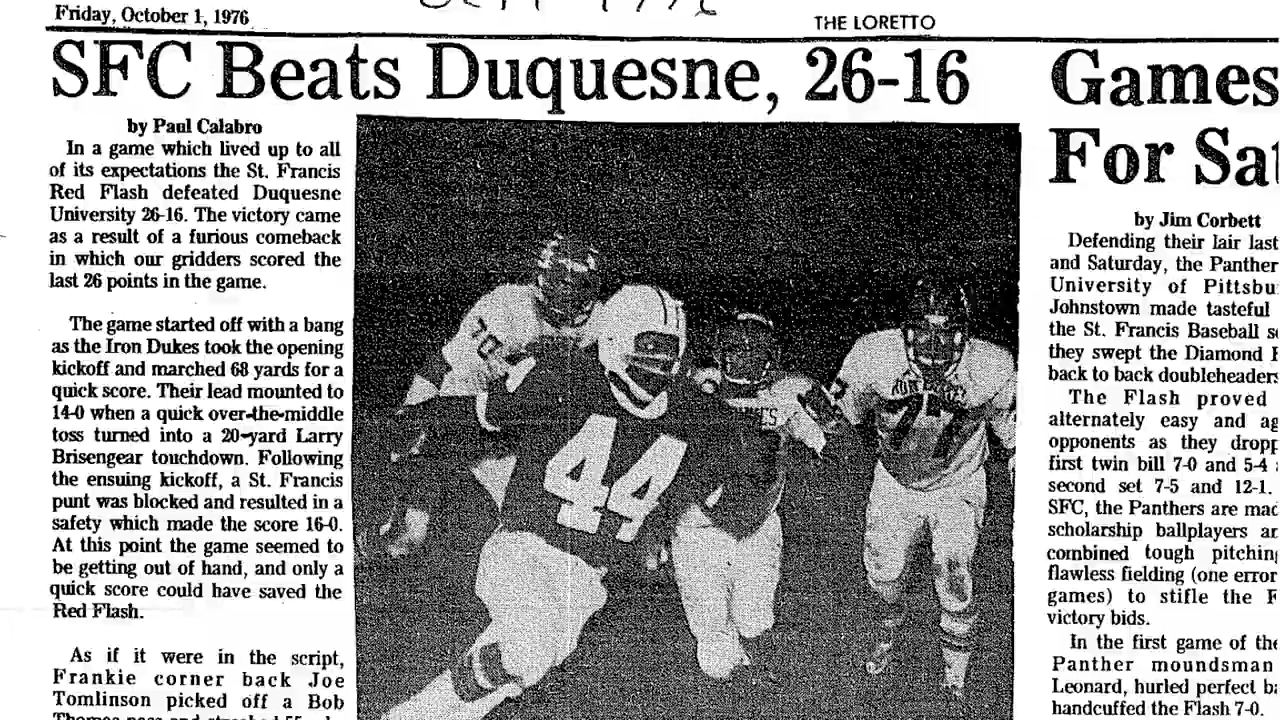 Friday, October 1, 1976
THE LORETTO
SFC Beats Duquesne, 26-16
by Paul Calabro
In a game which lived up to all
of its expectations the St. Francis
Red Flash defeated Duquesne
University 26-16. The victory came
as a result of a furious comeback
in which our gridders scored the
last 26 points in the game.
The game started off with a bang
as the Iron Dukes took the opening
kickoff and marched 68 yards for a
quick score. Their lead mounted to
14-0 when a quick over-the-middle
toss turned into a 20-yard Larry
Brisengear touchdown. Following
the ensuing kickoff, a St. Francis
punt was blocked and resulted in a
safety which made the score 16-0.
At this point the game seemed to
be getting out of hand, and only a
quick score could have saved the
Red Flash.
As if it were in the script,
Frankie corner back Joe
Tomlinson picked off a Bob
70
44
77
Games
For Sat
by Jim Corbett
Defending their lair last
and Saturday, the Panther
University of Pittsbu
Johnstown made tasteful
the St. Francis Baseball
they swept the Diamond
back to back doubleheaders
The Flash proved
alternately easy and ag
opponents as they dropp
first twin bill 7-0 and 5-4
second set 7-5 and 12-1.
SFC, the Panthers are mad
scholarship ballplayers
combined tough pitching
flawless fielding (one error
games) to stifle the F
victory bids.
In the first game of the
Panther moundsman
Leonard, hurled perfect
handcuffed the Flash 7-0.